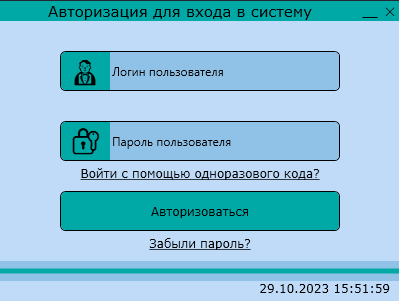 Авторизация для входа в систему
Логин пользователя
Пароль пользователя
Войти с помощью одноразового кода?
Авторизоваться
Забыли пароль?
29.10.2023 15:51:59